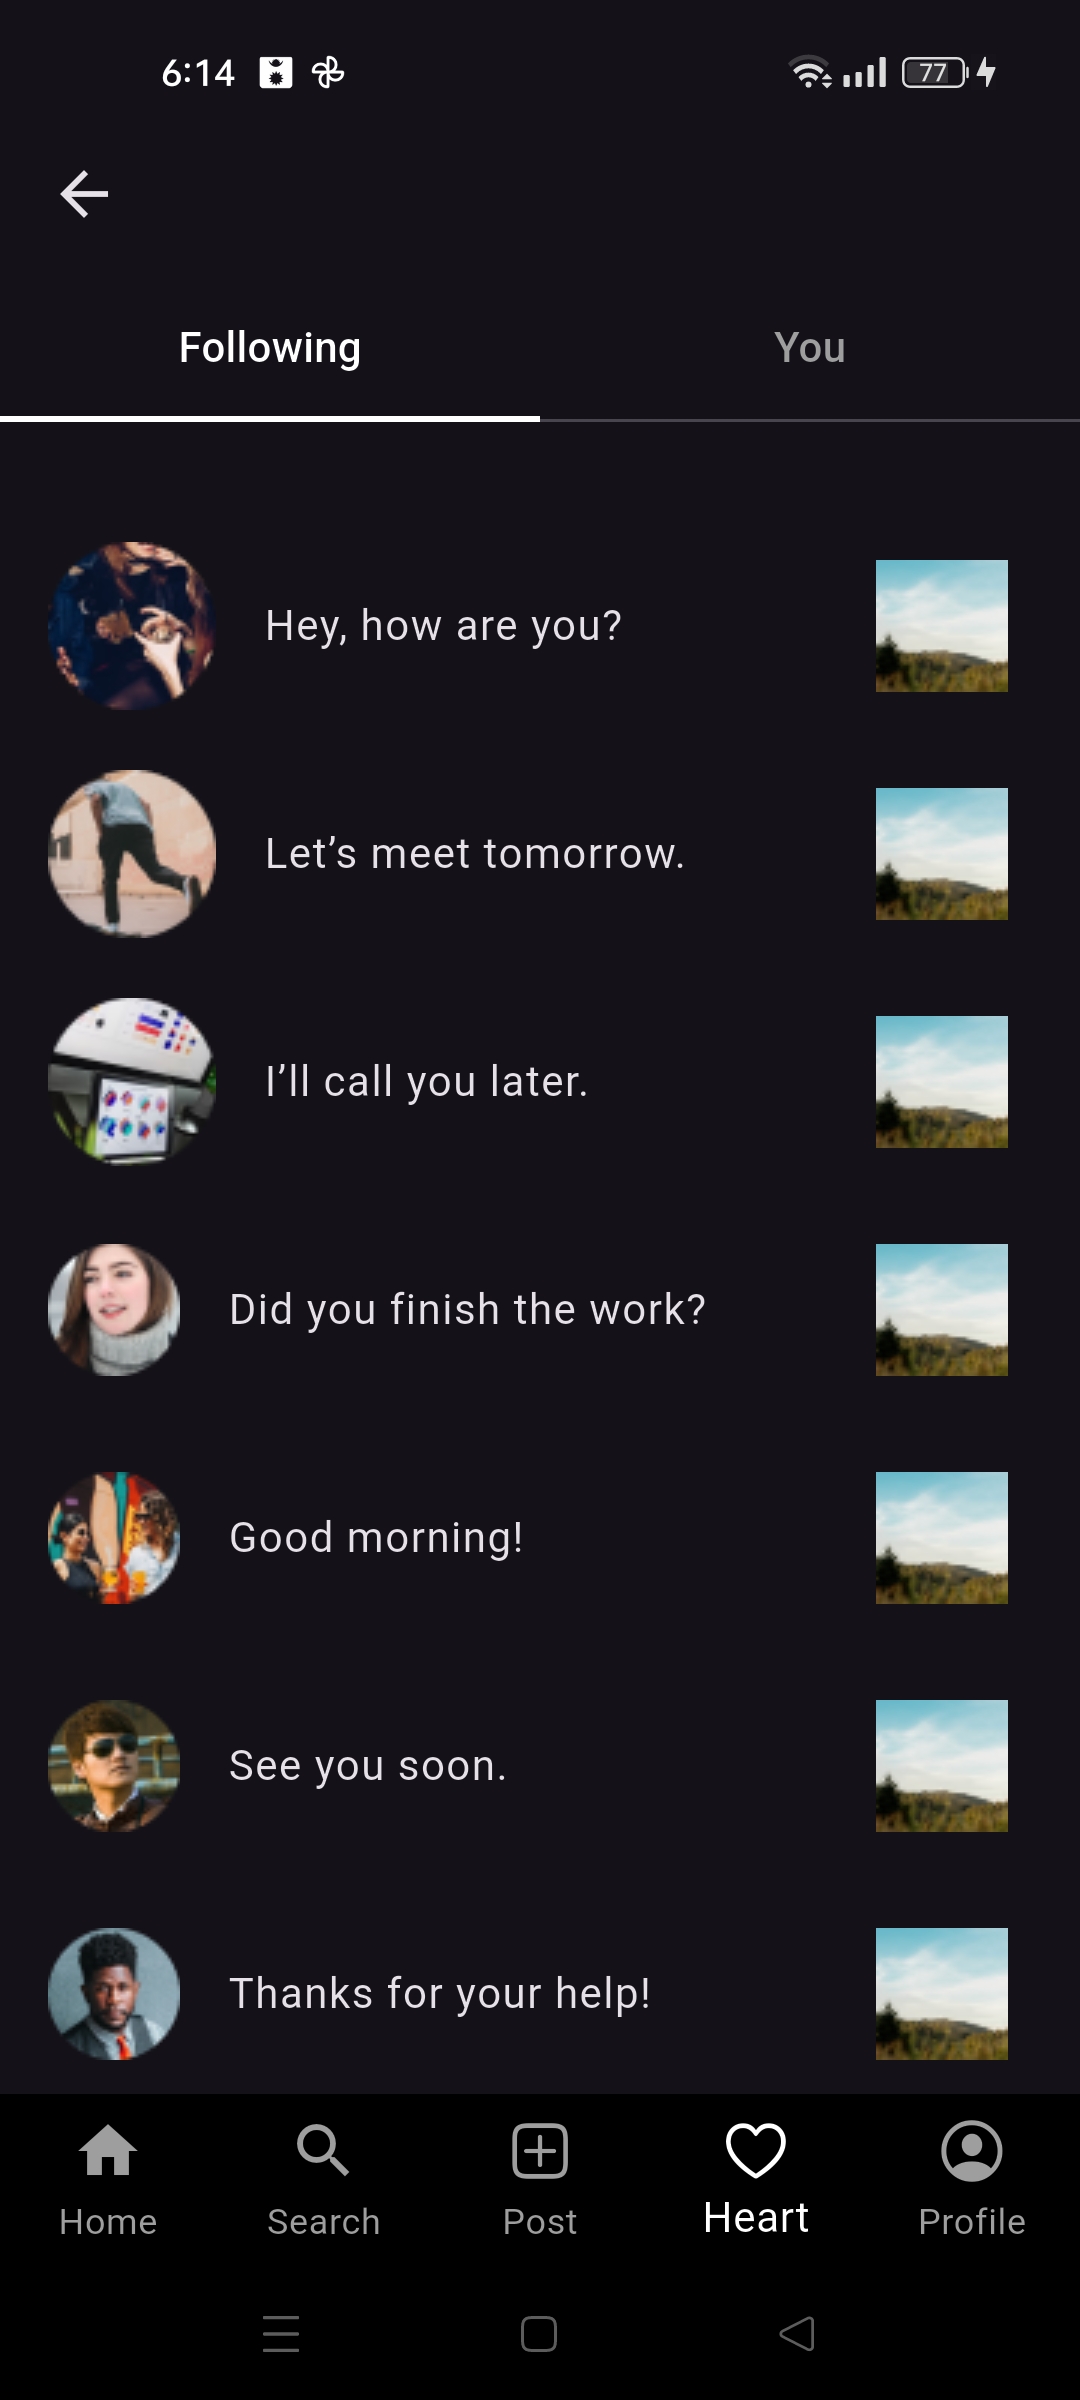 6:14
77
Following
You
Hey, how are you?
Let’s meet tomorrow.
I’ll call you later.
Did you finish the work?
Good morning!
See you soon.
Thanks for your help!
Home
Search
Post
Heart
Profile